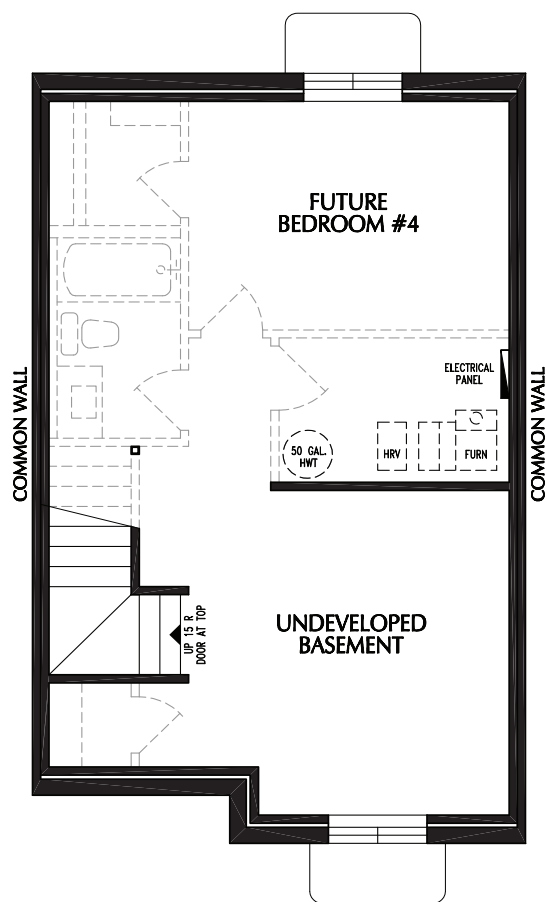 FUTURE
BEDROOM #4
ELECTRICAL
PANEL
COMMON WALL
COMMON WALL
50 GAL.
HWT
HRV
FURN
UP 15 R
DOOR AT TOP
UNDEVELOPED
BASEMENT